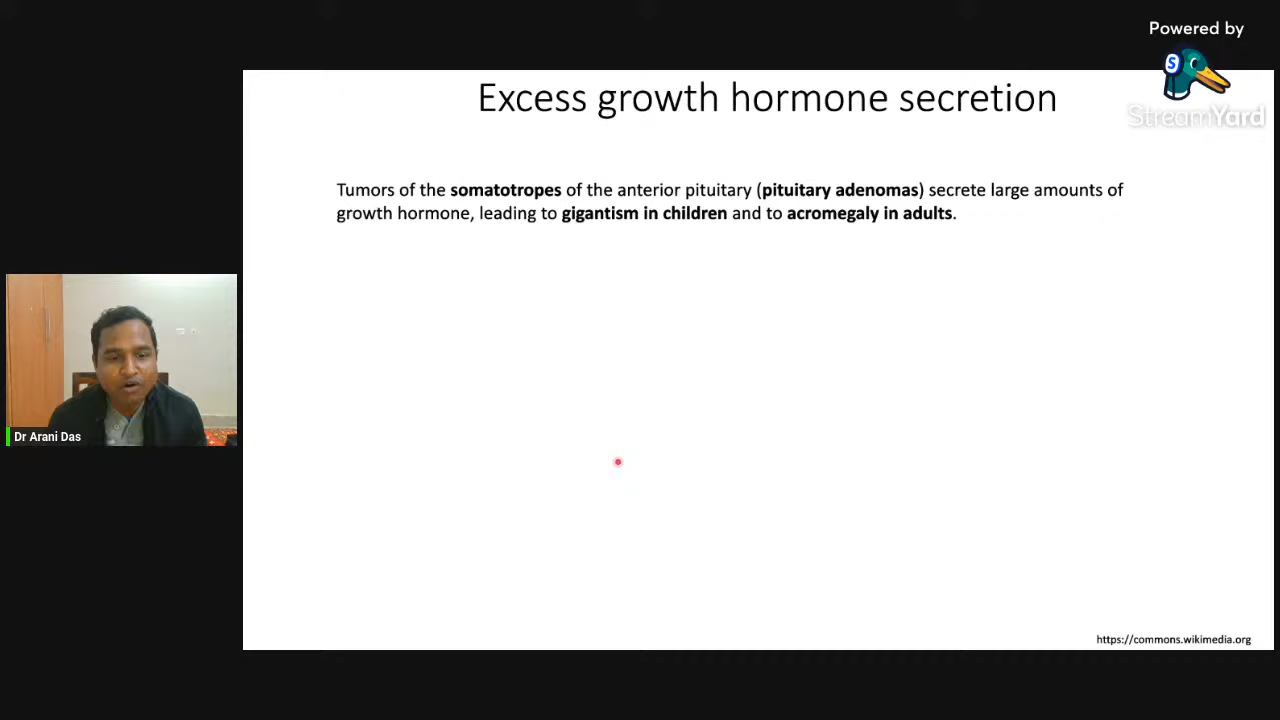 Powered by
S
StreamYard
Excess growth hormone secretion
Tumors of the somatotropes of the anterior pituitary (pituitary adenomas) secrete large amounts of
growth hormone, leading to gigantism in children and to acromegaly in adults.
Dr Arani Das
https://commons.wikimedia.org